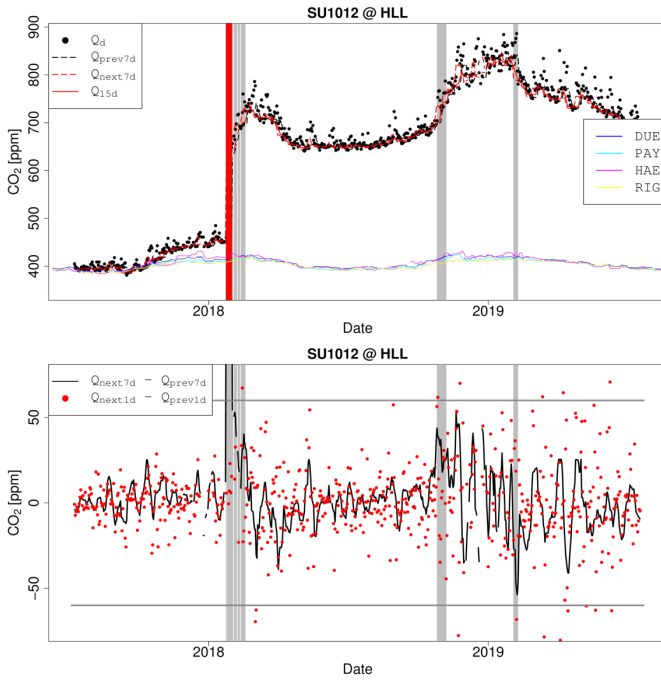 SU1012 @ HLL
Qd
Qprev7d
Qnext7d
Q15d
DUE
PAY
HAE
RIG
CO2 [ppm]
900
800
700
600
500
400
2018
2019
Date
SU1012 @ HLL
Qnext7d − Qprev7d
Qnext1d − Qprev1d
CO2 [ppm]
50
0
−50
2018
2019
Date